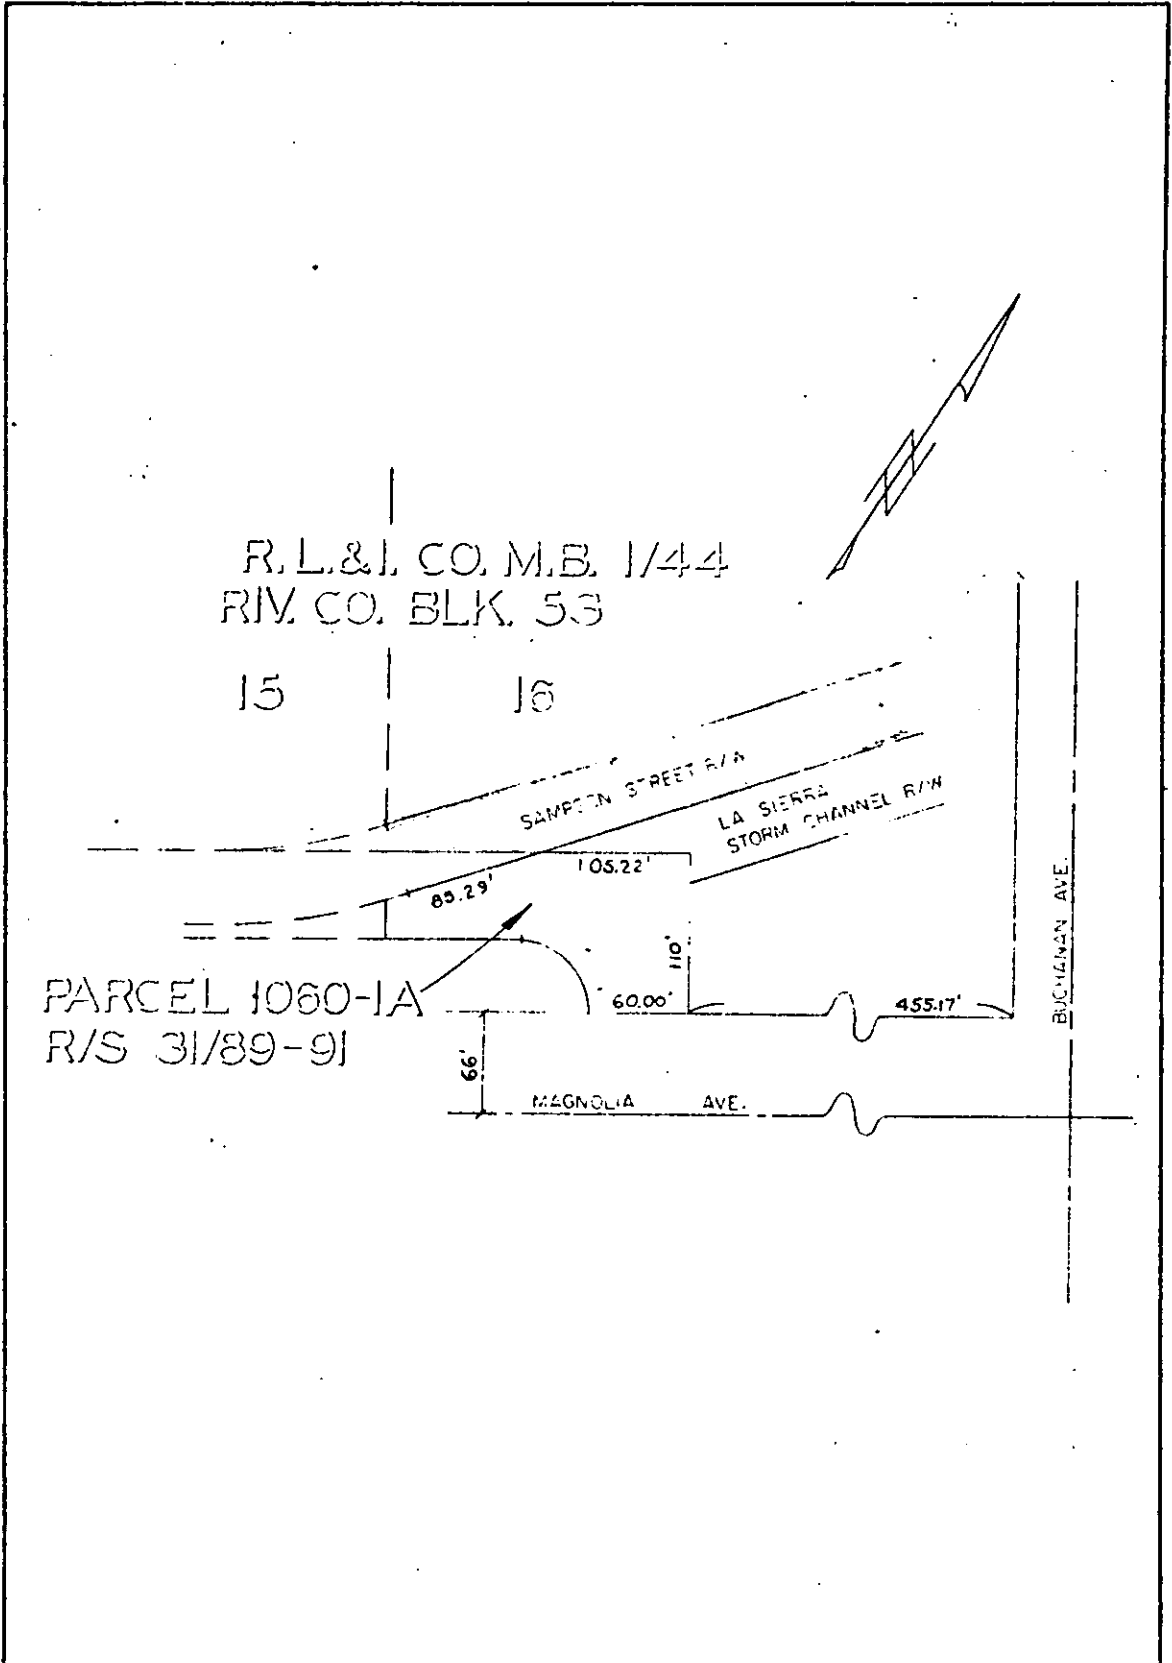 R. L. & I. CO. M.B. 1/44
RIV. CO. BLK. 53
15
16
SAMPSON STREET R/W
LA SIERRA
STORM CHANNEL R/W
105.22'
85.29'
110'
60.00'
455.17'
BUCHANAN AVE.
PARCEL 1060-1A
R/S 31/89-91
66'
MAGNOLIA AVE.